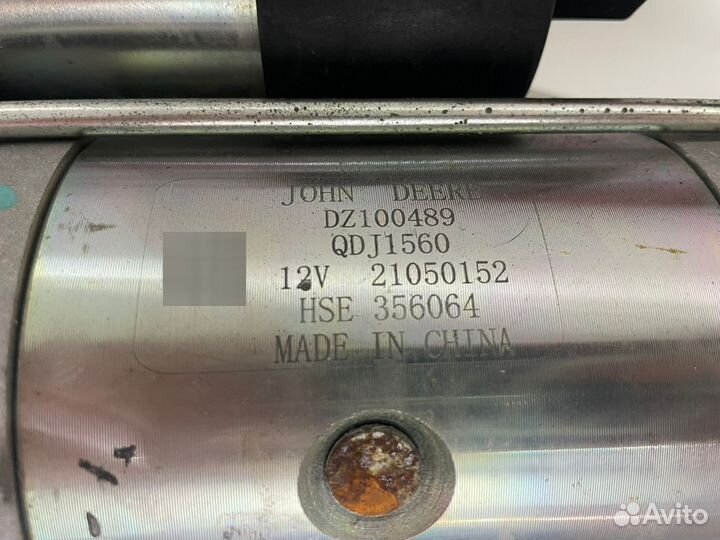 JOHN DEERE
DZ100489
QDJ1560
12V 21050152
HSE 356064
MADE IN CHINA
Avito